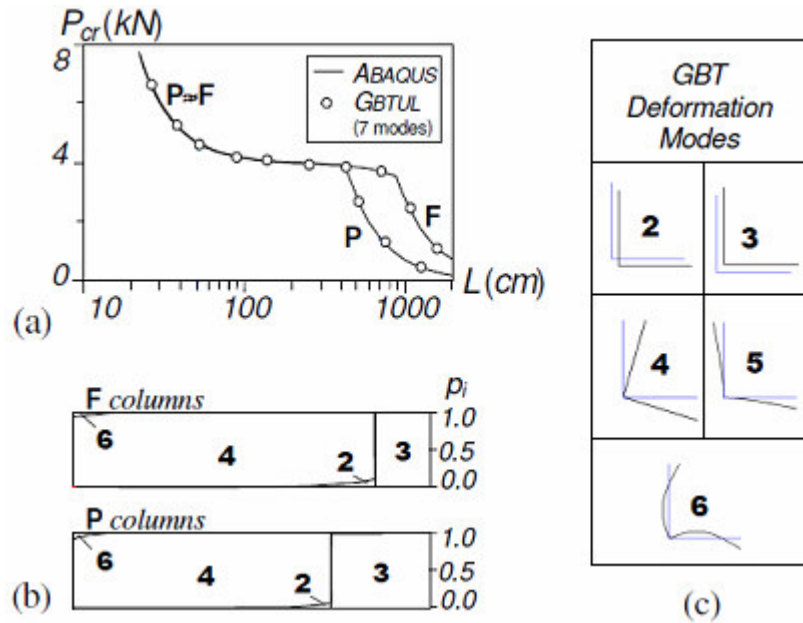 P_cr (kN)
8
4
0
P≈F
ABAQUS
GBTUL
(7 modes)
F
P
10
100
1000
L (cm)
(a)
F columns
p_i
6
4
2
3
1.0
0.5
0.0
P columns
6
4
2
3
1.0
0.5
0.0
(b)
GBT
Deformation
Modes
2
3
4
5
6
(c)